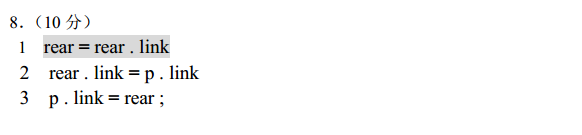 8.（10 分）
1 rear = rear . link
2 rear . link = p . link
3 p . link = rear ;